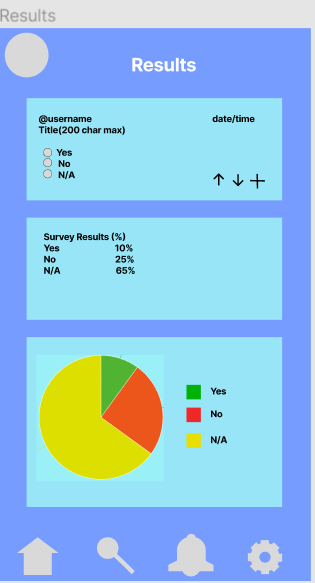 Results
Results
@username date/time
Title(200 char max)
Yes
No
N/A
Survey Results (%)
Yes 10%
No 25%
N/A 65%
Yes
No
N/A